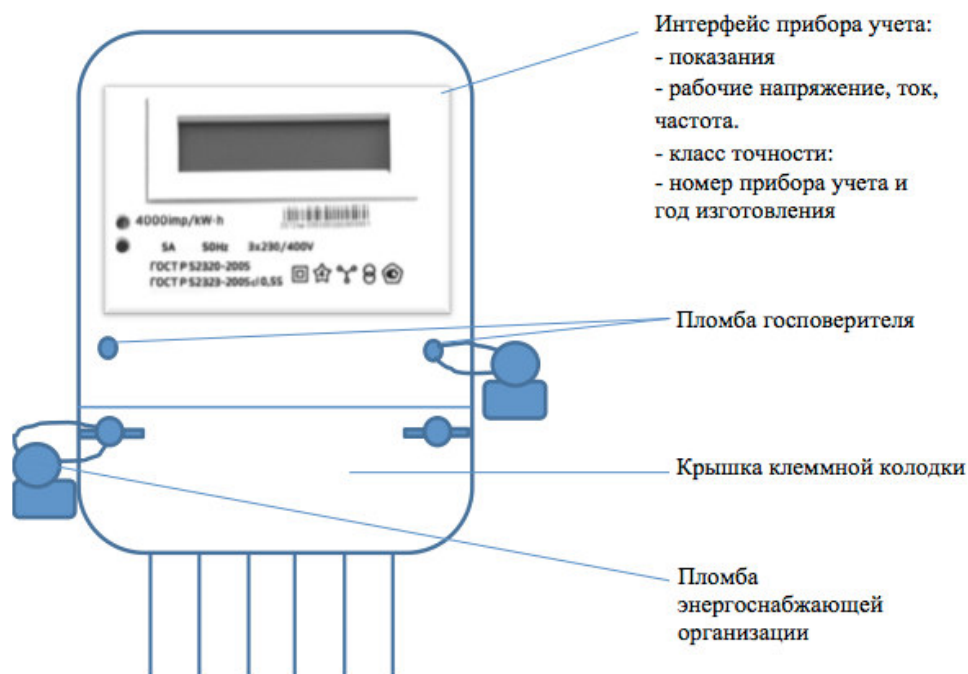 Интерфейс прибора учета:
- показания
- рабочие напряжение, ток,
частота.
- класс точности:
- номер прибора учета и
год изготовления
4000imp/kW·h
5A 50Hz 3x230/400V
ГОСТ Р 52320-2005
ГОСТ Р 52323-2005 cl 0,5S
Пломба госповерителя
Крышка клеммной колодки
Пломба
энергоснабжающей
организации